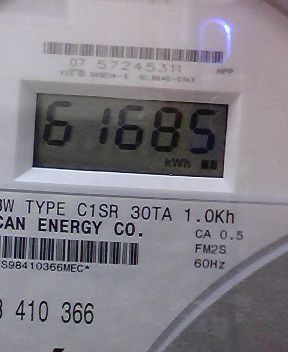 07 57245311
HPP
61685
kWh
3W TYPE C1SR 30TA 1.0Kh
CAN ENERGY CO.
CA 0.5
FM2S
60Hz
S98410366MEC*
3 410 366